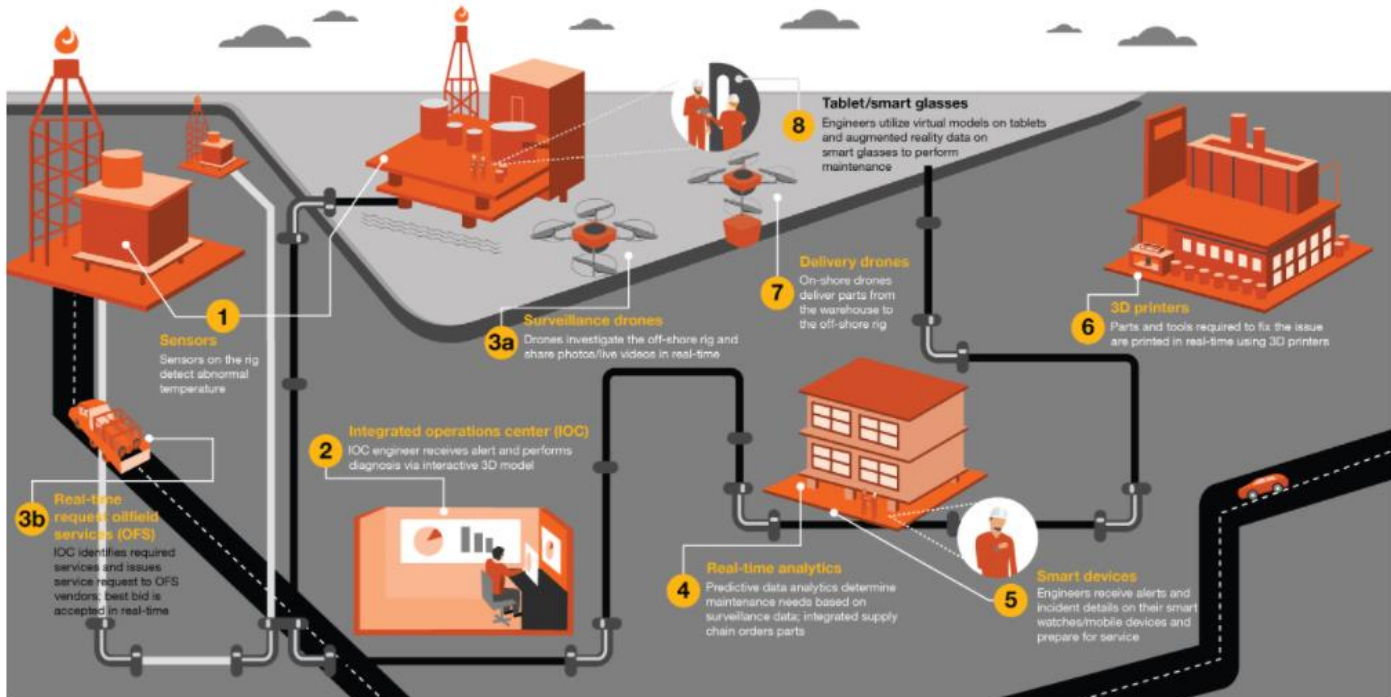 1
Sensors
Sensors on the rig
detect abnormal
temperature
2
Integrated operations center (IOC)
IOC engineer receives alert and performs
diagnosis via interactive 3D model
3a
Surveillance drones
Drones investigate the off-shore rig and
share photos/live videos in real-time
3b
Real-time
request oilfield
services (OFS)
IOC identifies required
services and issues
service request to OFS
vendors; best bid is
accepted in real-time
4
Real-time analytics
Predictive data analytics determine
maintenance needs based on
surveillance data; integrated supply
chain orders parts
5
Smart devices
Engineers receive alerts and
incident details on their smart
watches/mobile devices and
prepare for service
6
3D printers
Parts and tools required to fix the issue
are printed in real-time using 3D printers
7
Delivery drones
On-shore drones
deliver parts from
the warehouse to
the off-shore rig
8
Tablet/smart glasses
Engineers utilize virtual models on tablets
and augmented reality data on
smart glasses to perform
maintenance